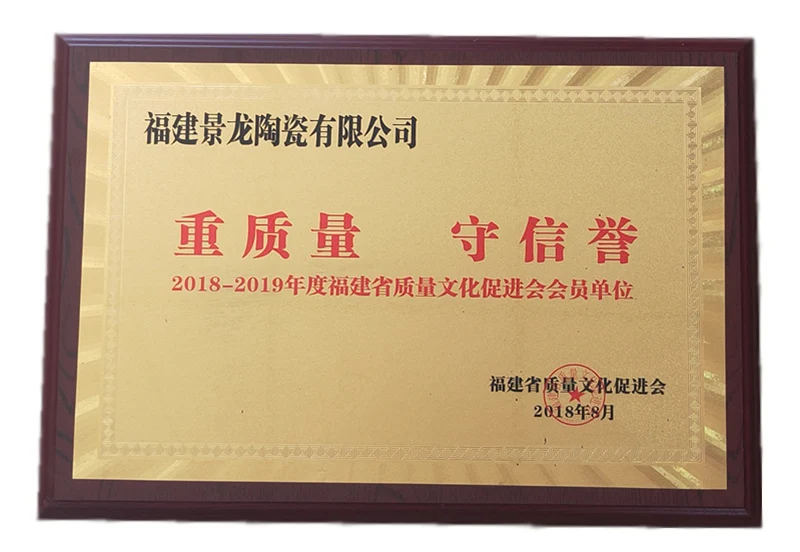 福建景龙陶瓷有限公司
重质量 守信誉
2018-2019年度福建省质量文化促进会会员单位
福建省质量文化促进会
2018年8月